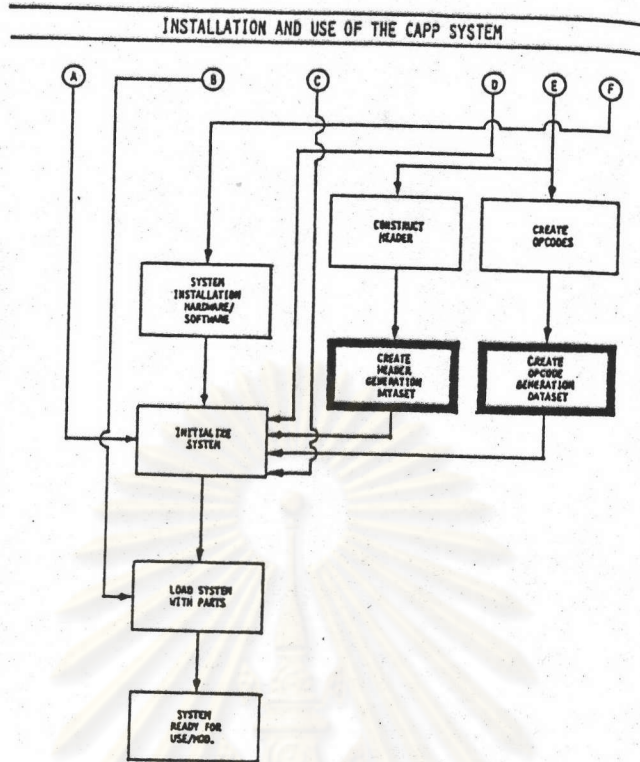 INSTALLATION AND USE OF THE CAPP SYSTEM
A
B
C
D
E
F
CONSTRUCT
HEADER
CREATE
OPCODES
SYSTEM
INSTALLATION
HARDWARE/
SOFTWARE
CREATE
HEADER
GENERATION
DATASET
CREATE
OPCODE
GENERATION
DATASET
INITIALIZE
SYSTEM
LOAD SYSTEM
WITH PARTS
SYSTEM
READY FOR
USE/MOD.